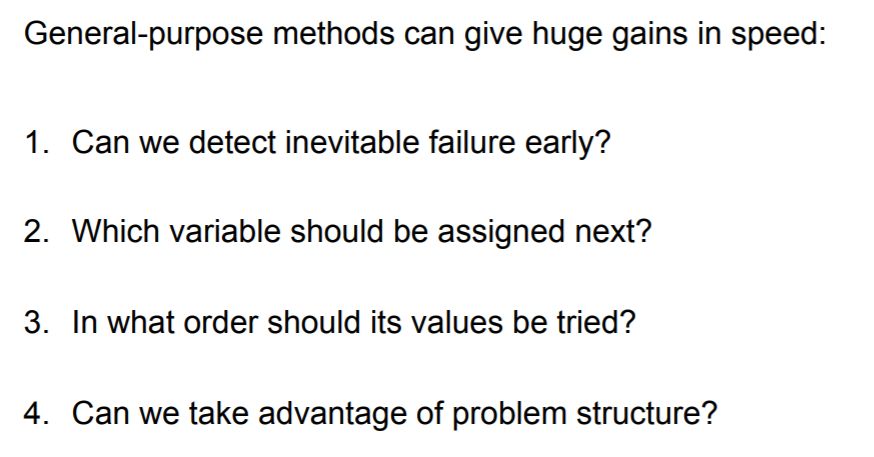 General-purpose methods can give huge gains in speed:
1. Can we detect inevitable failure early?
2. Which variable should be assigned next?
3. In what order should its values be tried?
4. Can we take advantage of problem structure?